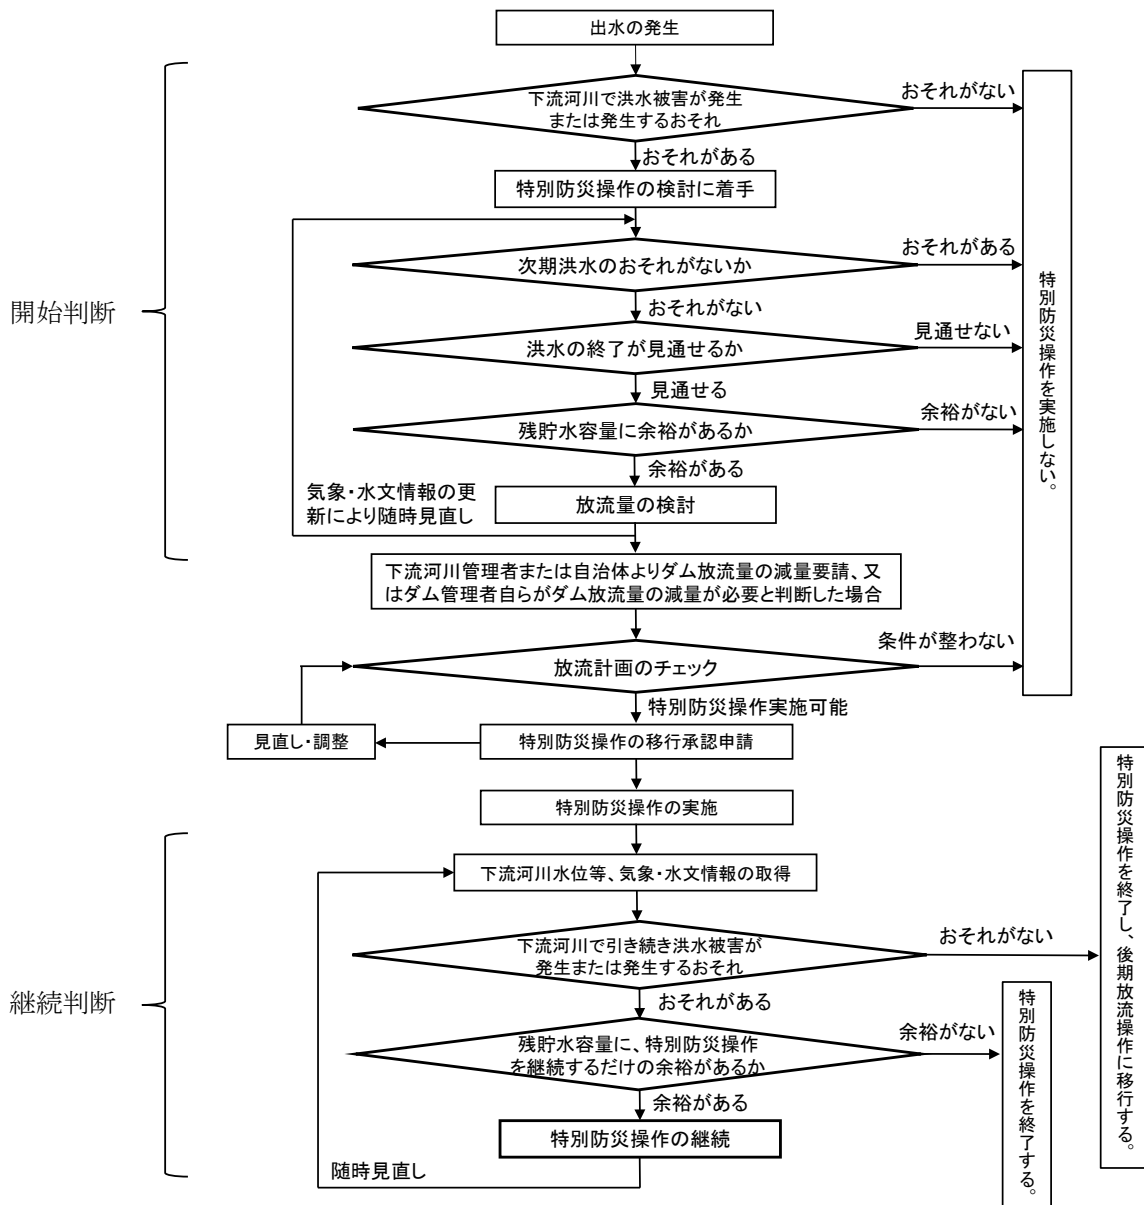 出水の発生
下流河川で洪水被害が発生
または発生するおそれ
おそれがない
おそれがある
特別防災操作の検討に着手
次期洪水のおそれがないか
おそれがある
おそれがない
開始判断
洪水の終了が見通せるか
見通せない
見通せる
残貯水容量に余裕があるか
余裕がない
余裕がある
気象・水文情報の更
新により随時見直し
放流量の検討
特別防災操作を実施しない。
下流河川管理者または自治体よりダム放流量の減量要請、又
はダム管理者自らがダム放流量の減量が必要と判断した場合
放流計画のチェック
条件が整わない
特別防災操作実施可能
見直し・調整
特別防災操作の移行承認申請
特別防災操作の実施
下流河川水位等、気象・水文情報の取得
下流河川で引き続き洪水被害が
発生または発生するおそれ
おそれがない
おそれがある
特別防災操作を終了し、後期放流操作に移行する。
継続判断
残貯水容量に、特別防災操作
を継続するだけの余裕があるか
余裕がない
余裕がある
特別防災操作を終了する。
特別防災操作の継続
随時見直し